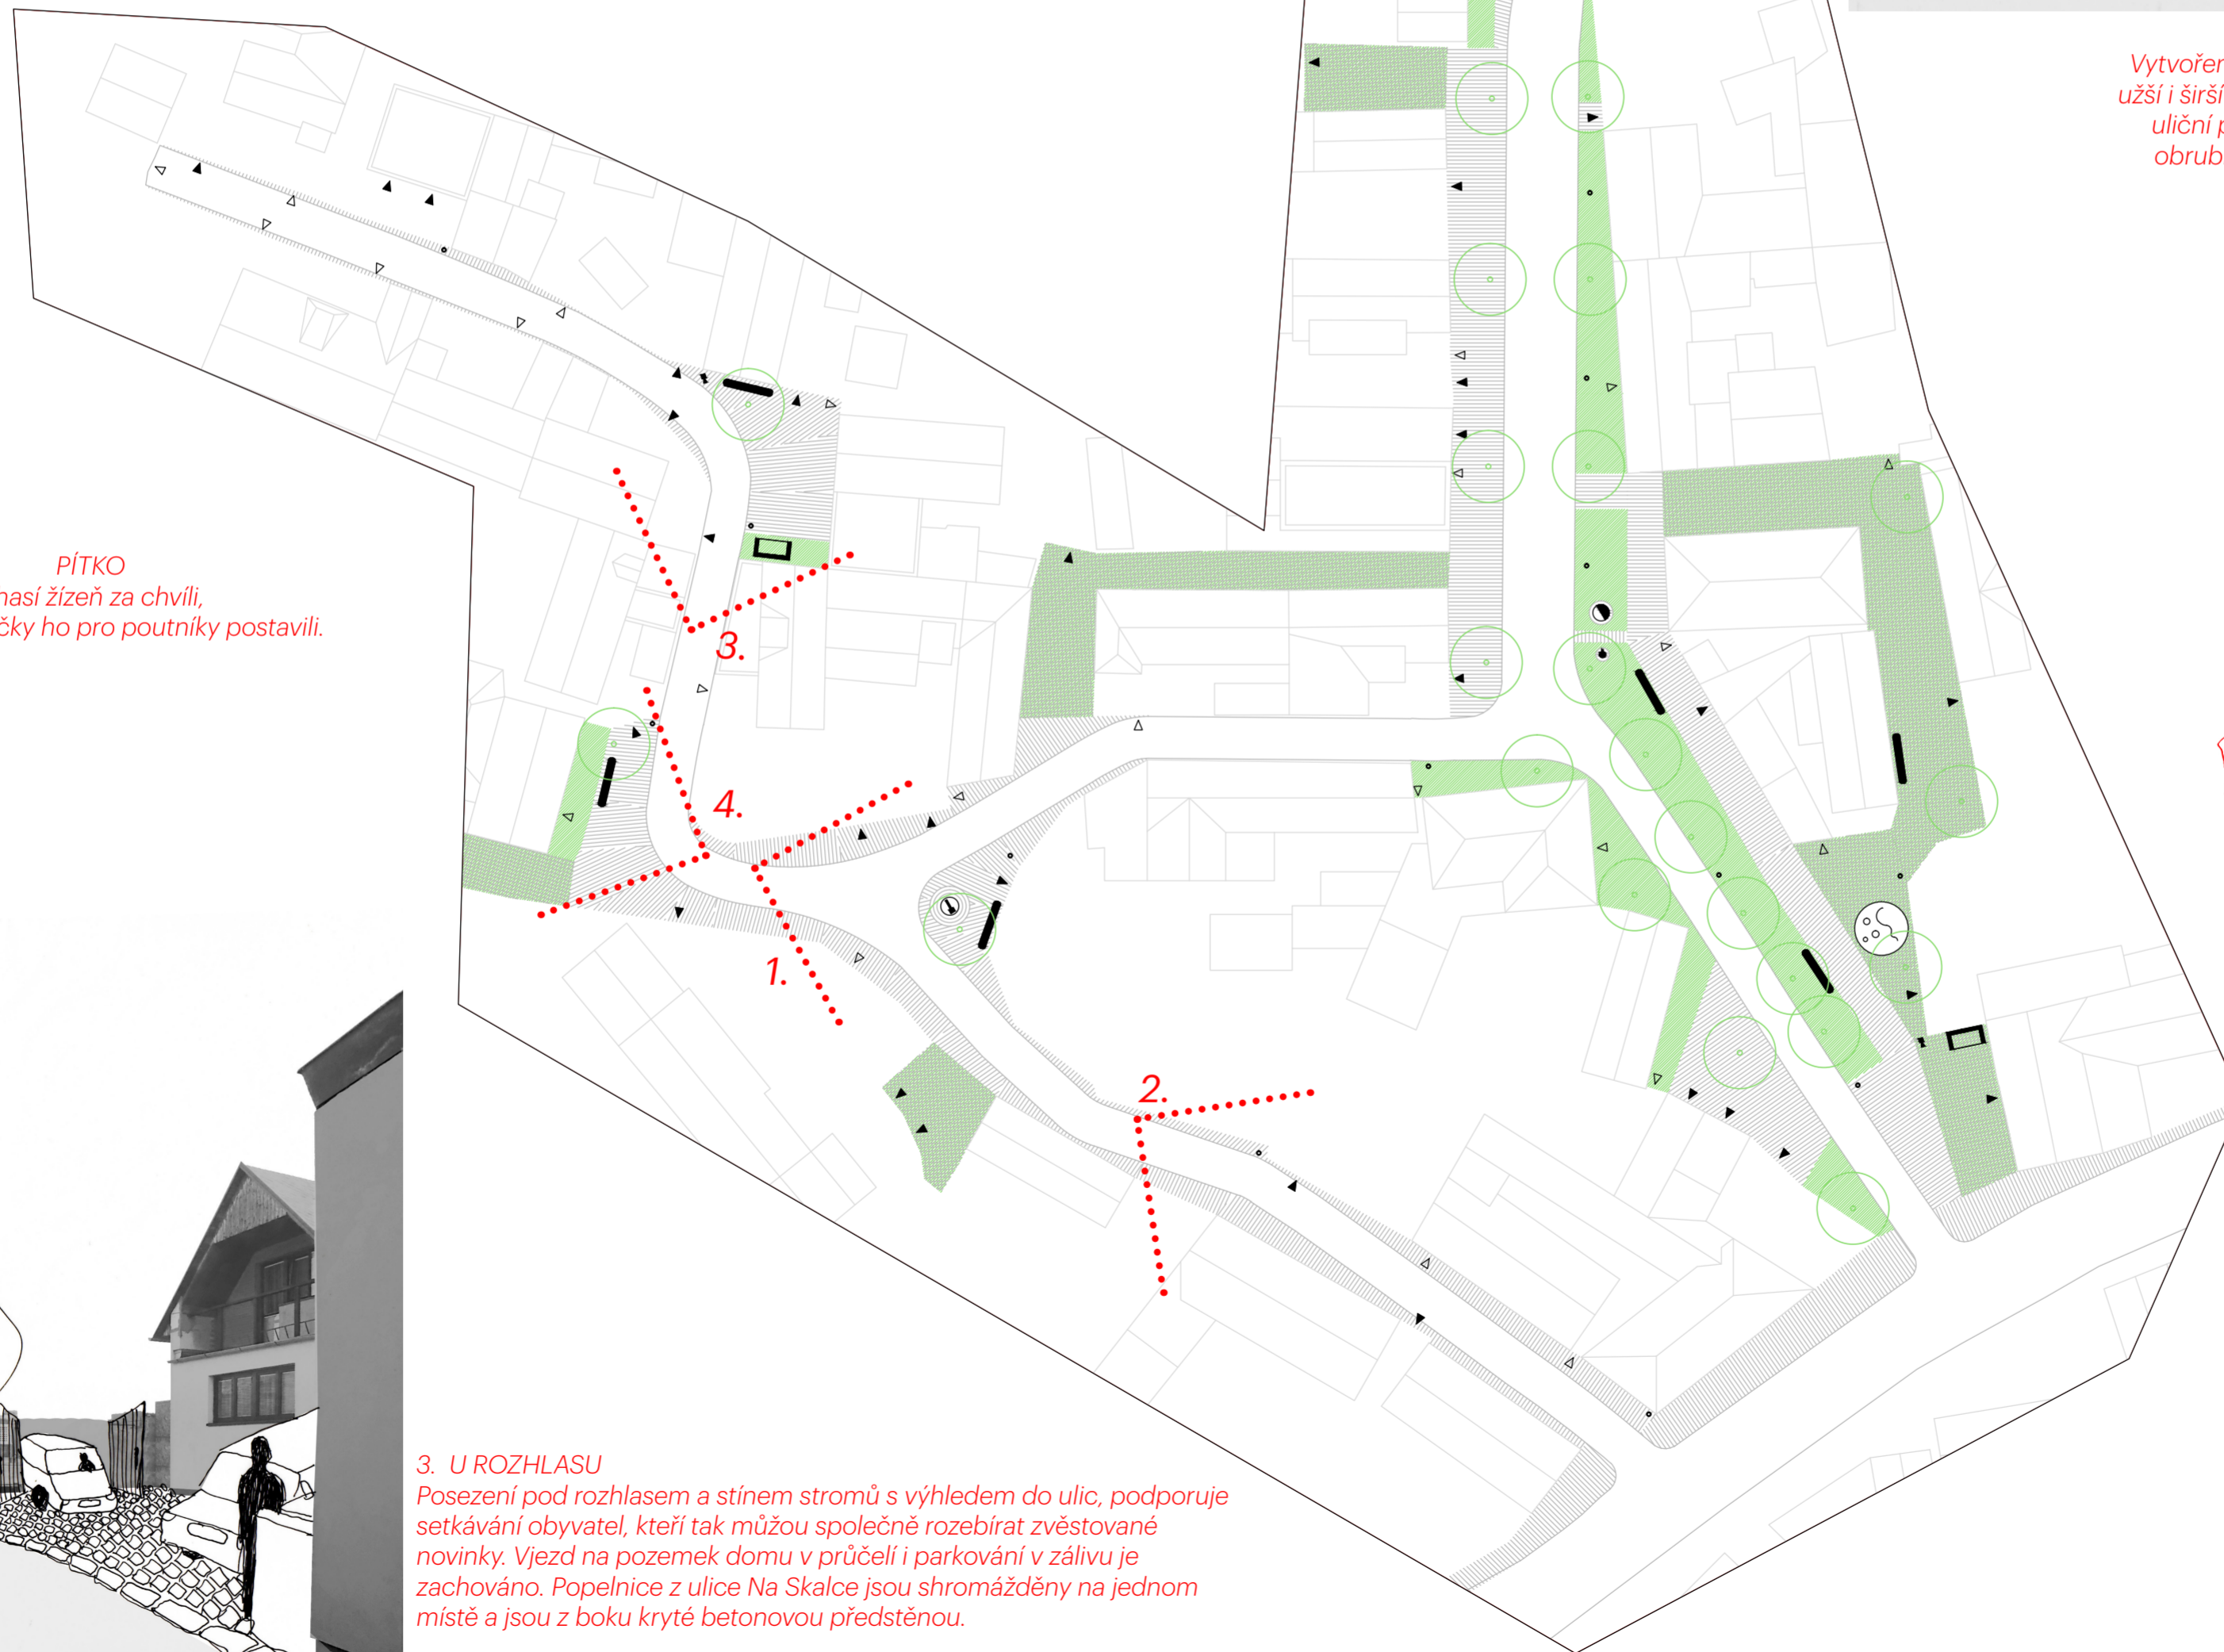 Vytvořen
užší i širší
uliční p
obrub
PÍTKO
hasí žízeň za chvíli,
čky ho pro poutníky postavili.
3.
4.
1.
2.
3. U ROZHLASU
Posezení pod rozhlasem a stínem stromů s výhledem do ulic, podporuje
setkávání obyvatel, kteří tak můžou společně rozebírat zvěstované
novinky. Vjezd na pozemek domu v průčelí i parkování v zálivu je
zachováno. Popelnice z ulice Na Skalce jsou shromážděny na jednom
místě a jsou z boku kryté betonovou předstěnou.